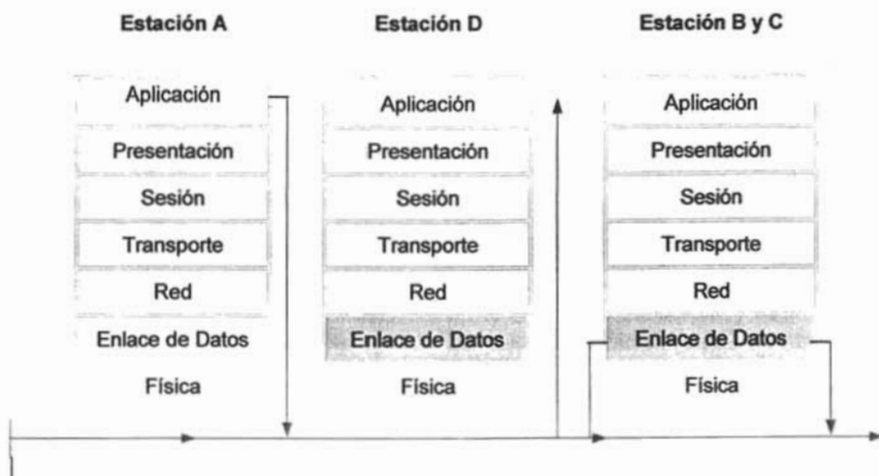 Estación A
Estación D
Estación B y C
Aplicación
Aplicación
Aplicación
Presentación
Presentación
Presentación
Sesión
Sesión
Sesión
Transporte
Transporte
Transporte
Red
Red
Red
Enlace de Datos
Enlace de Datos
Enlace de Datos
Física
Física
Física